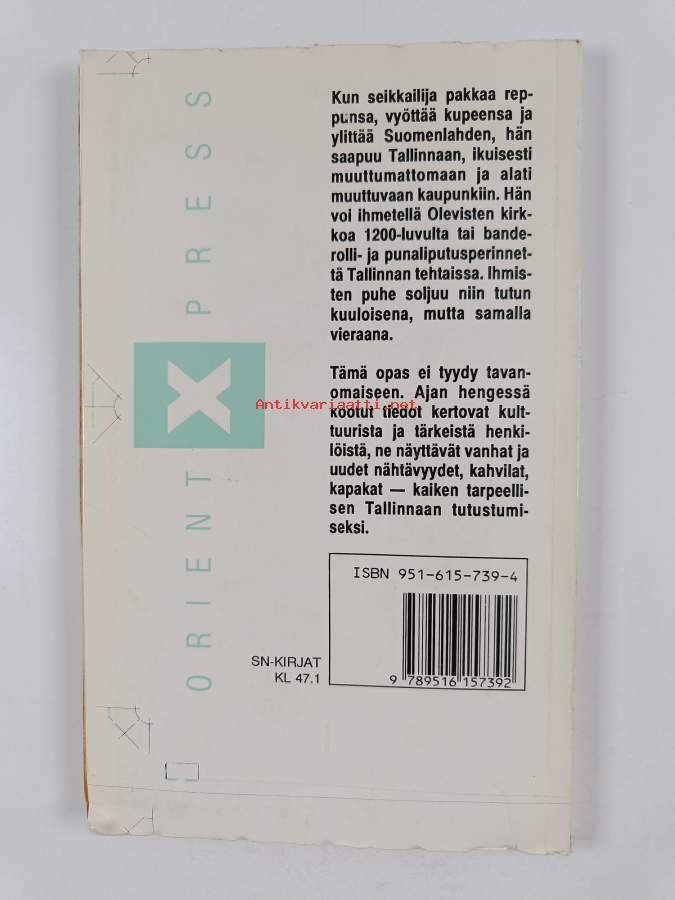 Kun seikkailija pakkaa rep-
punsa, vyöttää kupeensa ja
ylittää Suomenlahden, hän
saapuu Tallinnaan, ikuisesti
muuttumattomaan ja alati
muuttuvaan kaupunkiin. Hän
voi ihmetellä Olevisten kirk-
koa 1200-luvulta tai bande-
rolli- ja punaliputusperinnet-
tä Tallinnan tehtaissa. Ihmis-
ten puhe soljuu niin tutun
kuuloisena, mutta samalla
vieraana.
Tämä opas ei tyydy tavan-
omaiseen. Ajan hengessä
kootut tiedot kertovat kult-
tuurista ja tärkeistä henki-
löistä, ne näyttävät vanhat ja
uudet nähtävyydet, kahvilat,
kapakat — kaiken tarpeelli-
sen Tallinnaan tutustumi-
seksi.
ORIENT X PRESS
Antikvariaatti.net
ISBN 951-615-739-4
9 789516 157392
SN-KIRJAT
KL 47.1